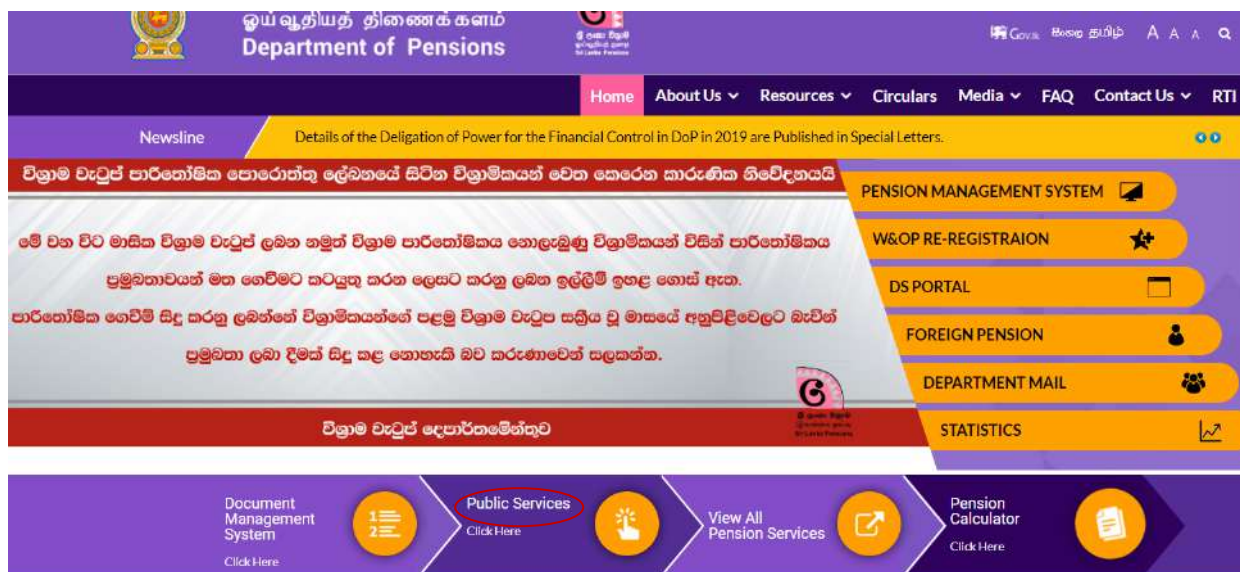 ஓய்வூதியத் திணைக்களம்
Department of Pensions
Gov.lk සිංහල தமிழ் A A A
Home About Us Resources Circulars Media FAQ Contact Us RTI
Newsline Details of the Deligation of Power for the Financial Control in DoP in 2019 are Published in Special Letters.
විශ්‍රාම වැටුප් පාරිතෝෂික පොරොත්තු ලේඛනයේ සිටින විශ්‍රාමිකයන් වෙත කෙරෙන කාරුණික නිවේදනයයි
මේ වන විට මාසික විශ්‍රාම වැටුප් ලබන නමුත් විශ්‍රාම පාරිතෝෂිකය නොලැබුණු විශ්‍රාමිකයන් විසින් පාරිතෝෂිකය
ප්‍රමුඛතාවයන් මත ගෙවීමට කටයුතු කරන ලෙසට කරනු ලබන ඉල්ලීම් ඉහළ ගොස් ඇත.
පාරිතෝෂික ගෙවීම් සිදු කරනු ලබන්නේ විශ්‍රාමිකයන්ගේ පළමු විශ්‍රාම වැටුප සක්‍රීය වූ මාසයේ අනුපිළිවෙලට බැවින්
ප්‍රමුඛතා ලබා දීමක් සිදු කළ නොහැකි බව කරුණාවෙන් සලකන්න.
විශ්‍රාම වැටුප් දෙපාර්තමේන්තුව
PENSION MANAGEMENT SYSTEM
W&OP RE-REGISTRAION
DS PORTAL
FOREIGN PENSION
DEPARTMENT MAIL
STATISTICS
Document
Management
System
Click Here
Public Services
Click Here
View All
Pension Services
Pension
Calculator
Click Here